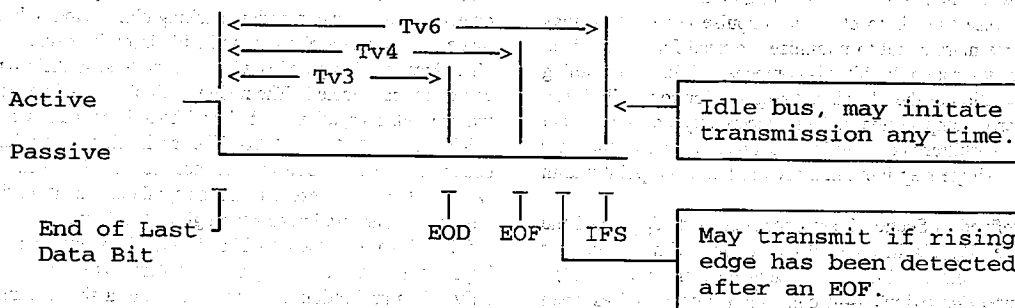 Tv6
Tv4
Tv3
Active
Idle bus, may initate
transmission any time.
Passive
End of Last
Data Bit
EOD
EOF
IFS
May transmit if rising
edge has been detected
after an EOF.